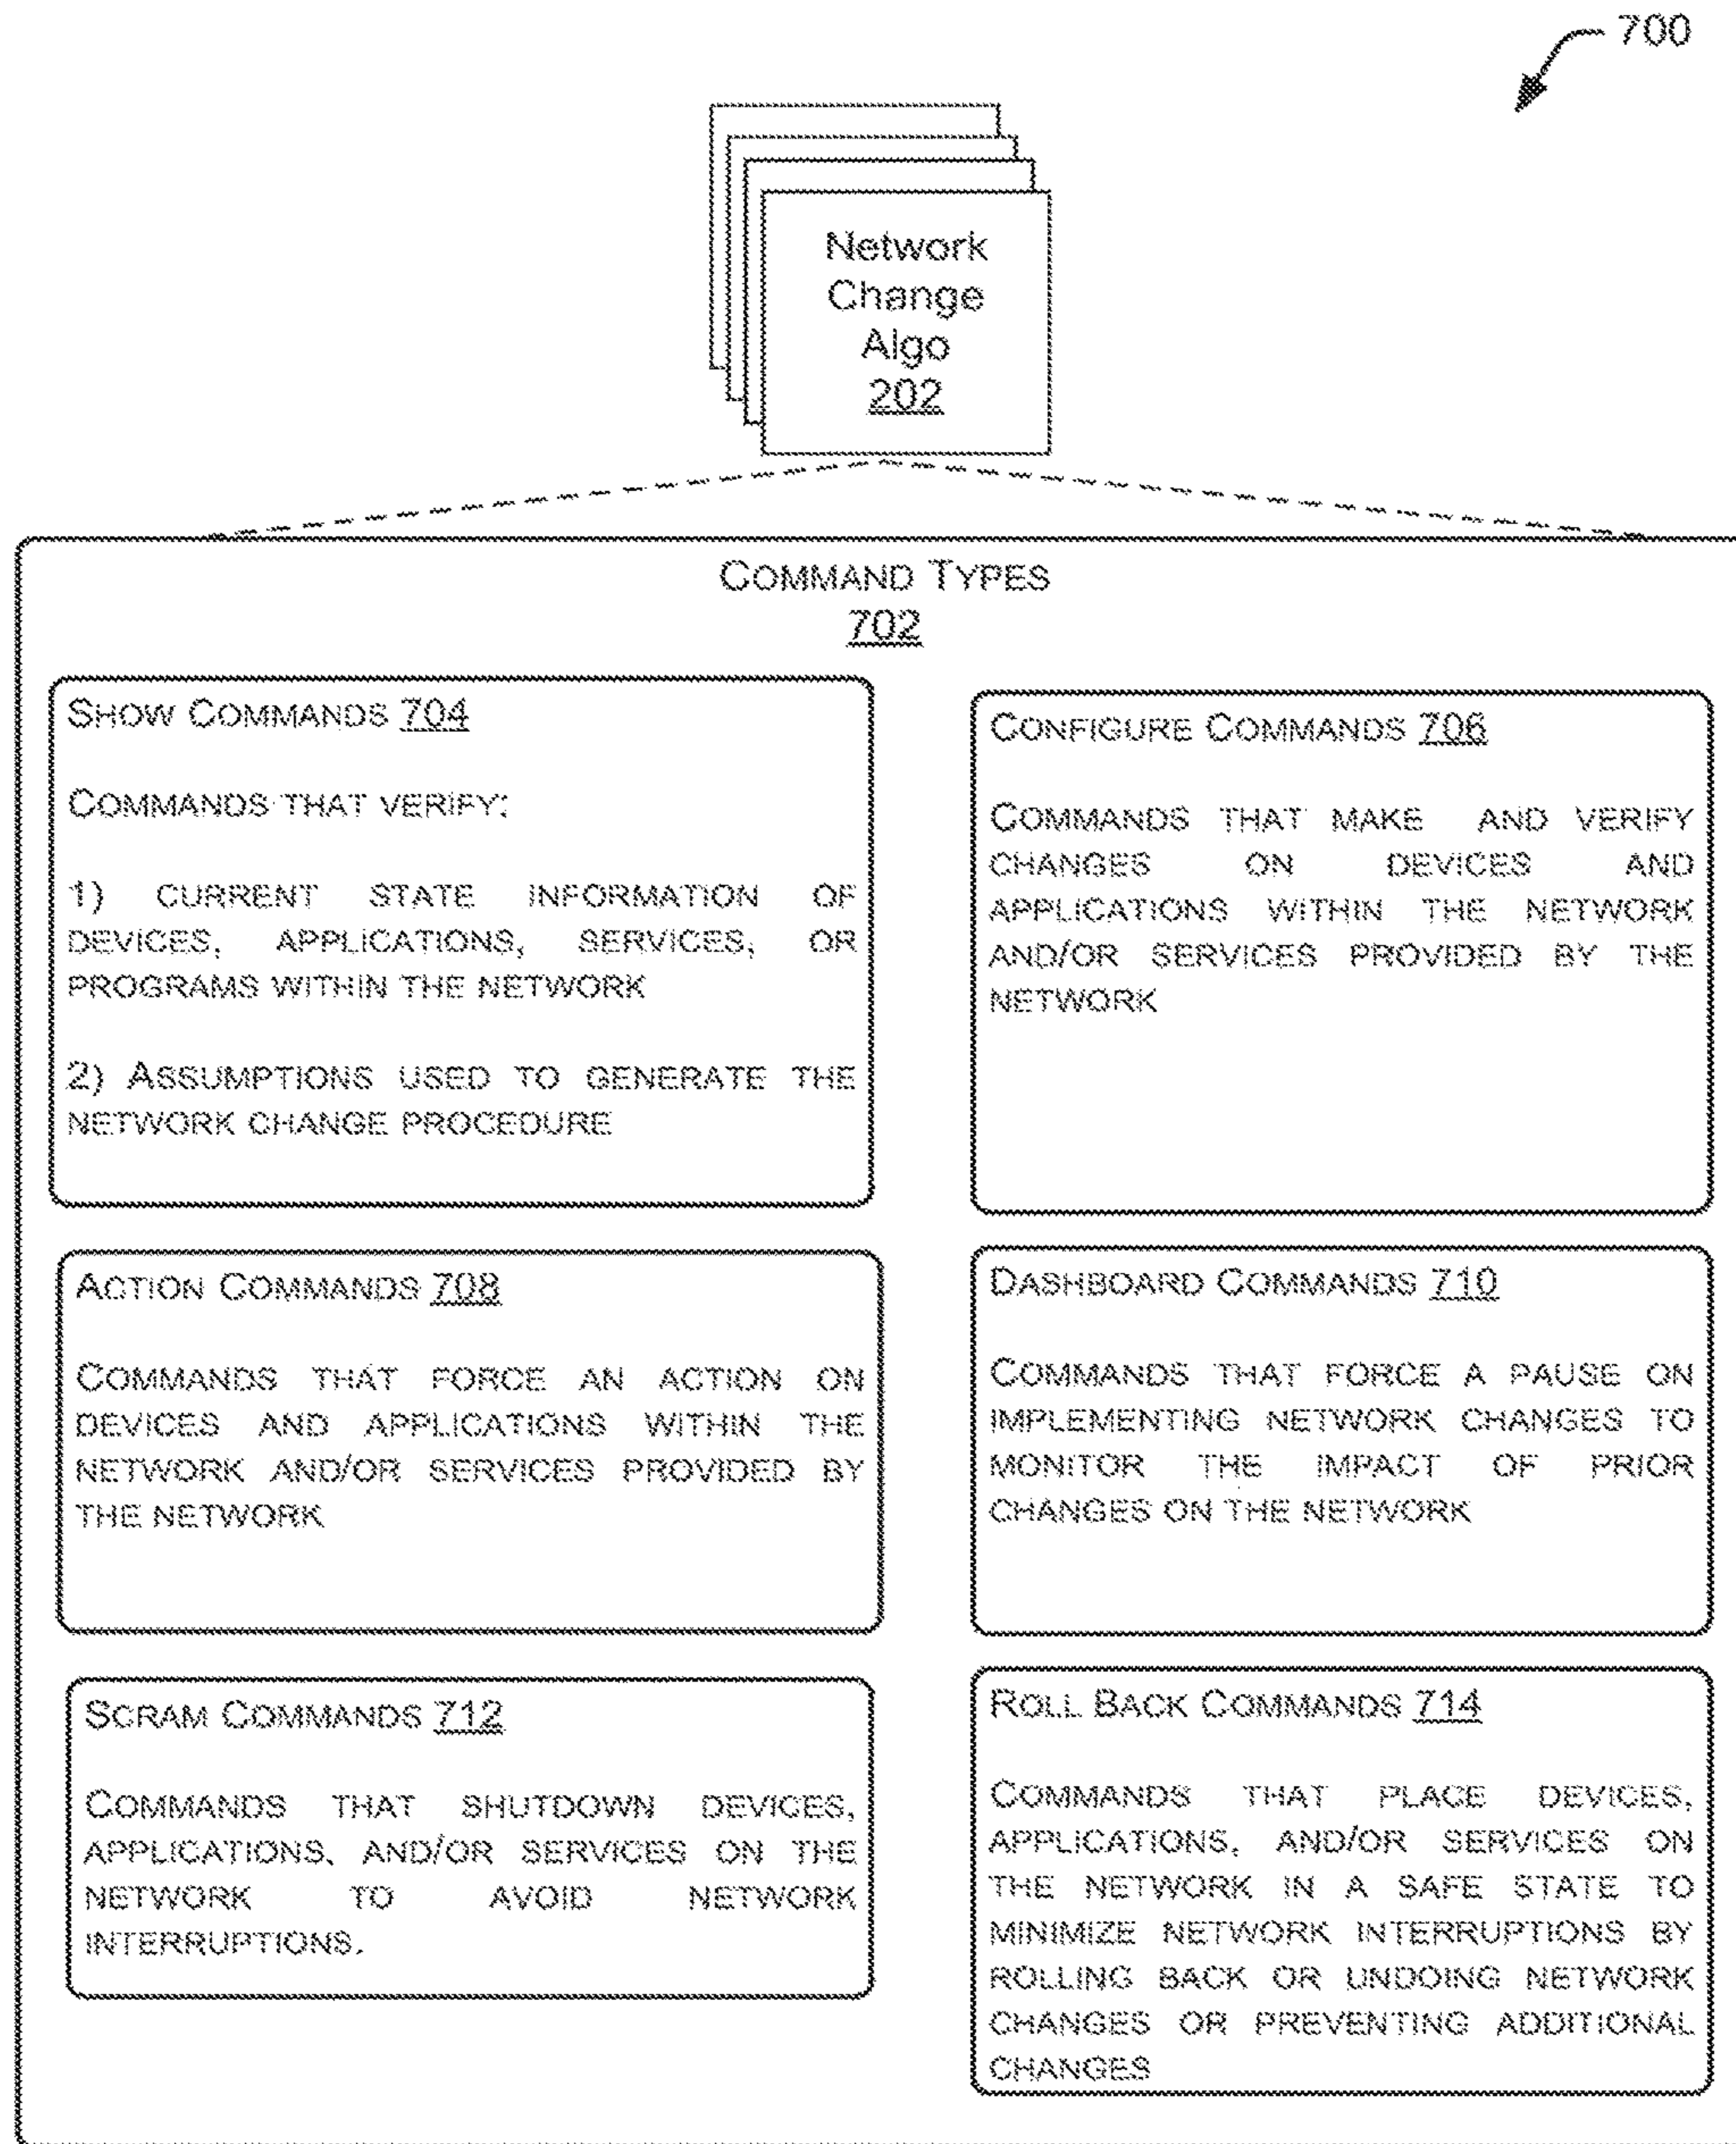 700
Network
Change
Algo
202
COMMAND TYPES
702
SHOW COMMANDS 704
COMMANDS THAT VERIFY:
1) CURRENT STATE INFORMATION OF
DEVICES, APPLICATIONS, SERVICES, OR
PROGRAMS WITHIN THE NETWORK
2) ASSUMPTIONS USED TO GENERATE THE
NETWORK CHANGE PROCEDURE
CONFIGURE COMMANDS 706
COMMANDS THAT MAKE AND VERIFY
CHANGES ON DEVICES AND
APPLICATIONS WITHIN THE NETWORK
AND/OR SERVICES PROVIDED BY THE
NETWORK
ACTION COMMANDS 708
COMMANDS THAT FORCE AN ACTION ON
DEVICES AND APPLICATIONS WITHIN THE
NETWORK AND/OR SERVICES PROVIDED BY
THE NETWORK
DASHBOARD COMMANDS 710
COMMANDS THAT FORCE A PAUSE ON
IMPLEMENTING NETWORK CHANGES TO
MONITOR THE IMPACT OF PRIOR
CHANGES ON THE NETWORK
SCRAM COMMANDS 712
COMMANDS THAT SHUTDOWN DEVICES,
APPLICATIONS, AND/OR SERVICES ON THE
NETWORK TO AVOID NETWORK
INTERRUPTIONS.
ROLL BACK COMMANDS 714
COMMANDS THAT PLACE DEVICES,
APPLICATIONS, AND/OR SERVICES ON
THE NETWORK IN A SAFE STATE TO
MINIMIZE NETWORK INTERRUPTIONS BY
ROLLING BACK OR UNDOING NETWORK
CHANGES OR PREVENTING ADDITIONAL
CHANGES